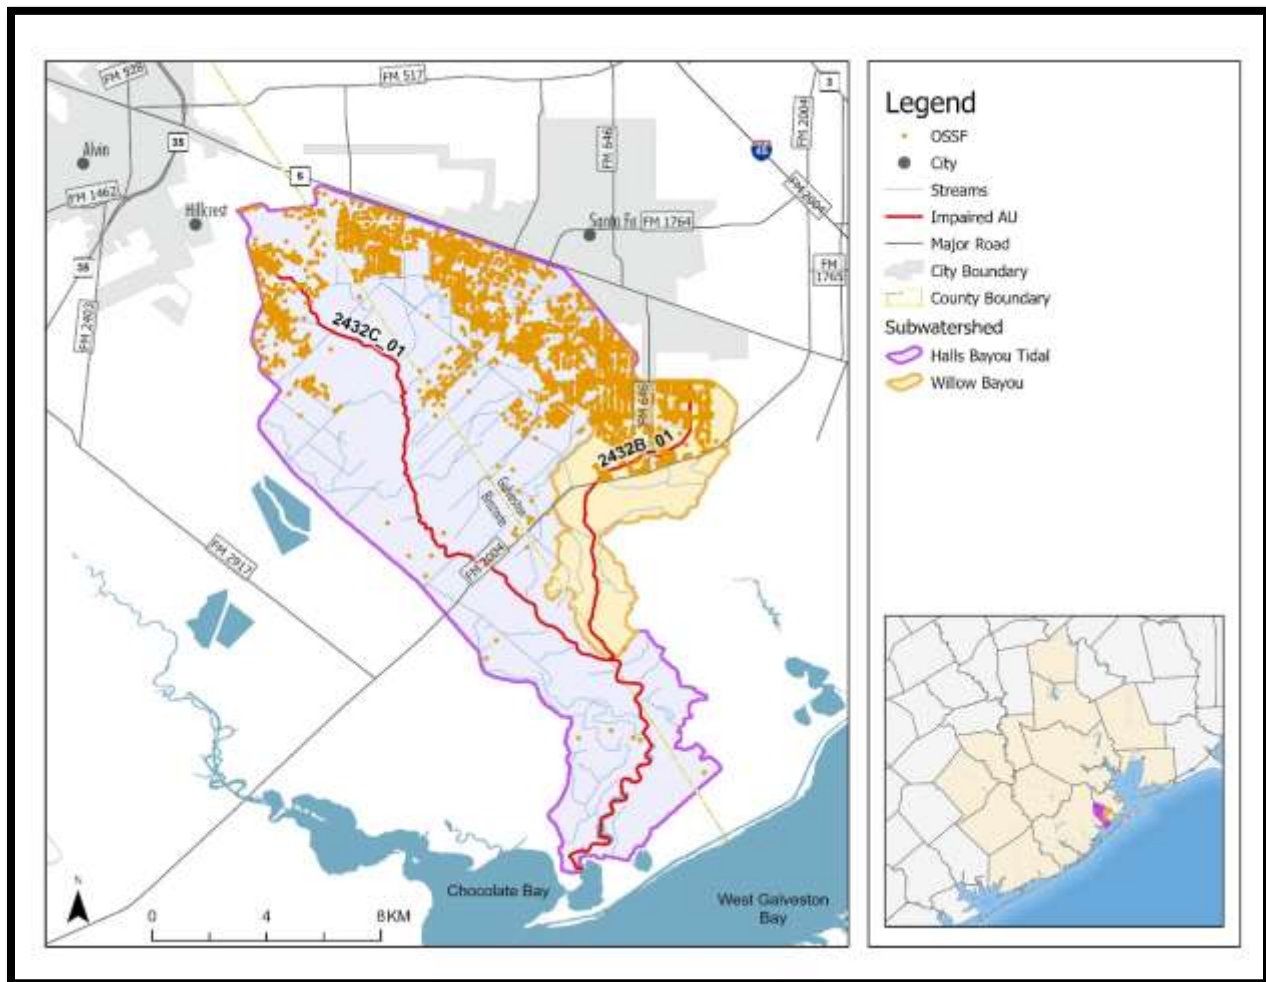 FM 528
FM 517
3
35
FM 646
FM 2004
Alvin
45
6
FM 1462
FM 2004
Hillcrest
Santa Fe
FM 1764
35
FM 1765
FM 2403
2432C_01
FM 646
2432B_01
Galveston
Brazoria
FM 2917
FM 2004
N
Chocolate Bay
West Galveston
Bay
0
4
8KM
Legend
OSSF
City
Streams
Impaired AU
Major Road
City Boundary
County Boundary
Subwatershed
Halls Bayou Tidal
Willow Bayou